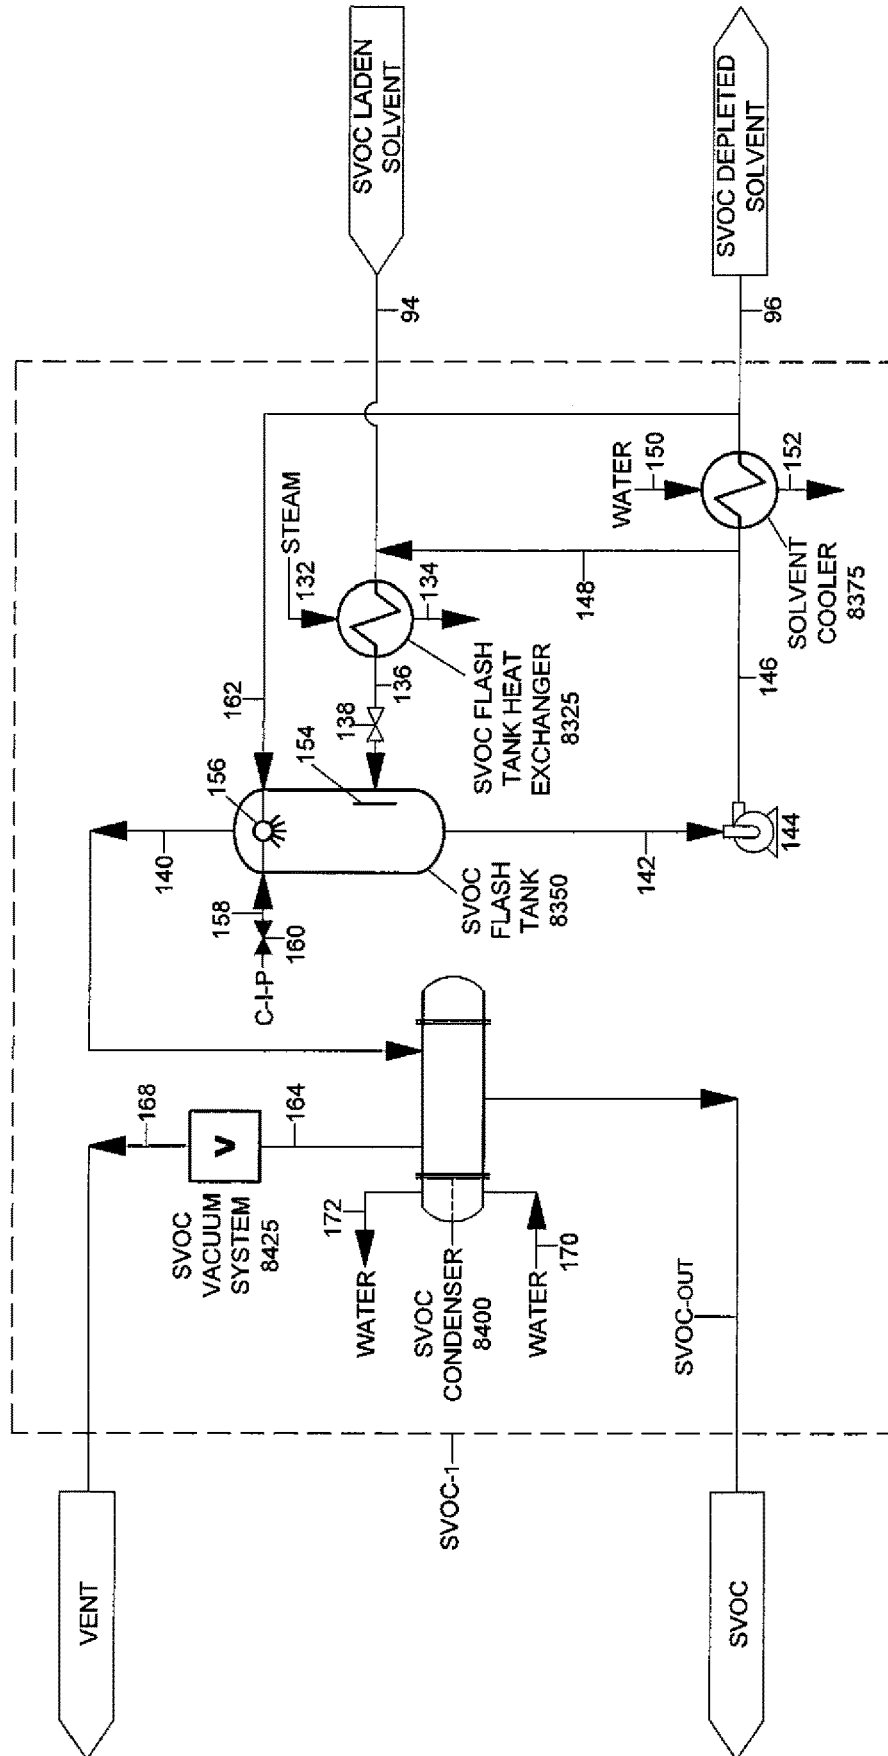 VENT
SVOC
SVOC-1
SVOC
VACUUM
SYSTEM
8425
168
164
172
WATER
SVOC
CONDENSER
8400
WATER
170
SVOC-OUT
140
C-I-P
158
160
156
162
154
138
136
STEAM
132
134
SVOC FLASH
TANK HEAT
EXCHANGER
8325
SVOC
FLASH
TANK
8350
142
144
146
148
WATER
150
152
SOLVENT
COOLER
8375
94
96
SVOC LADEN
SOLVENT
SVOC DEPLETED
SOLVENT
V